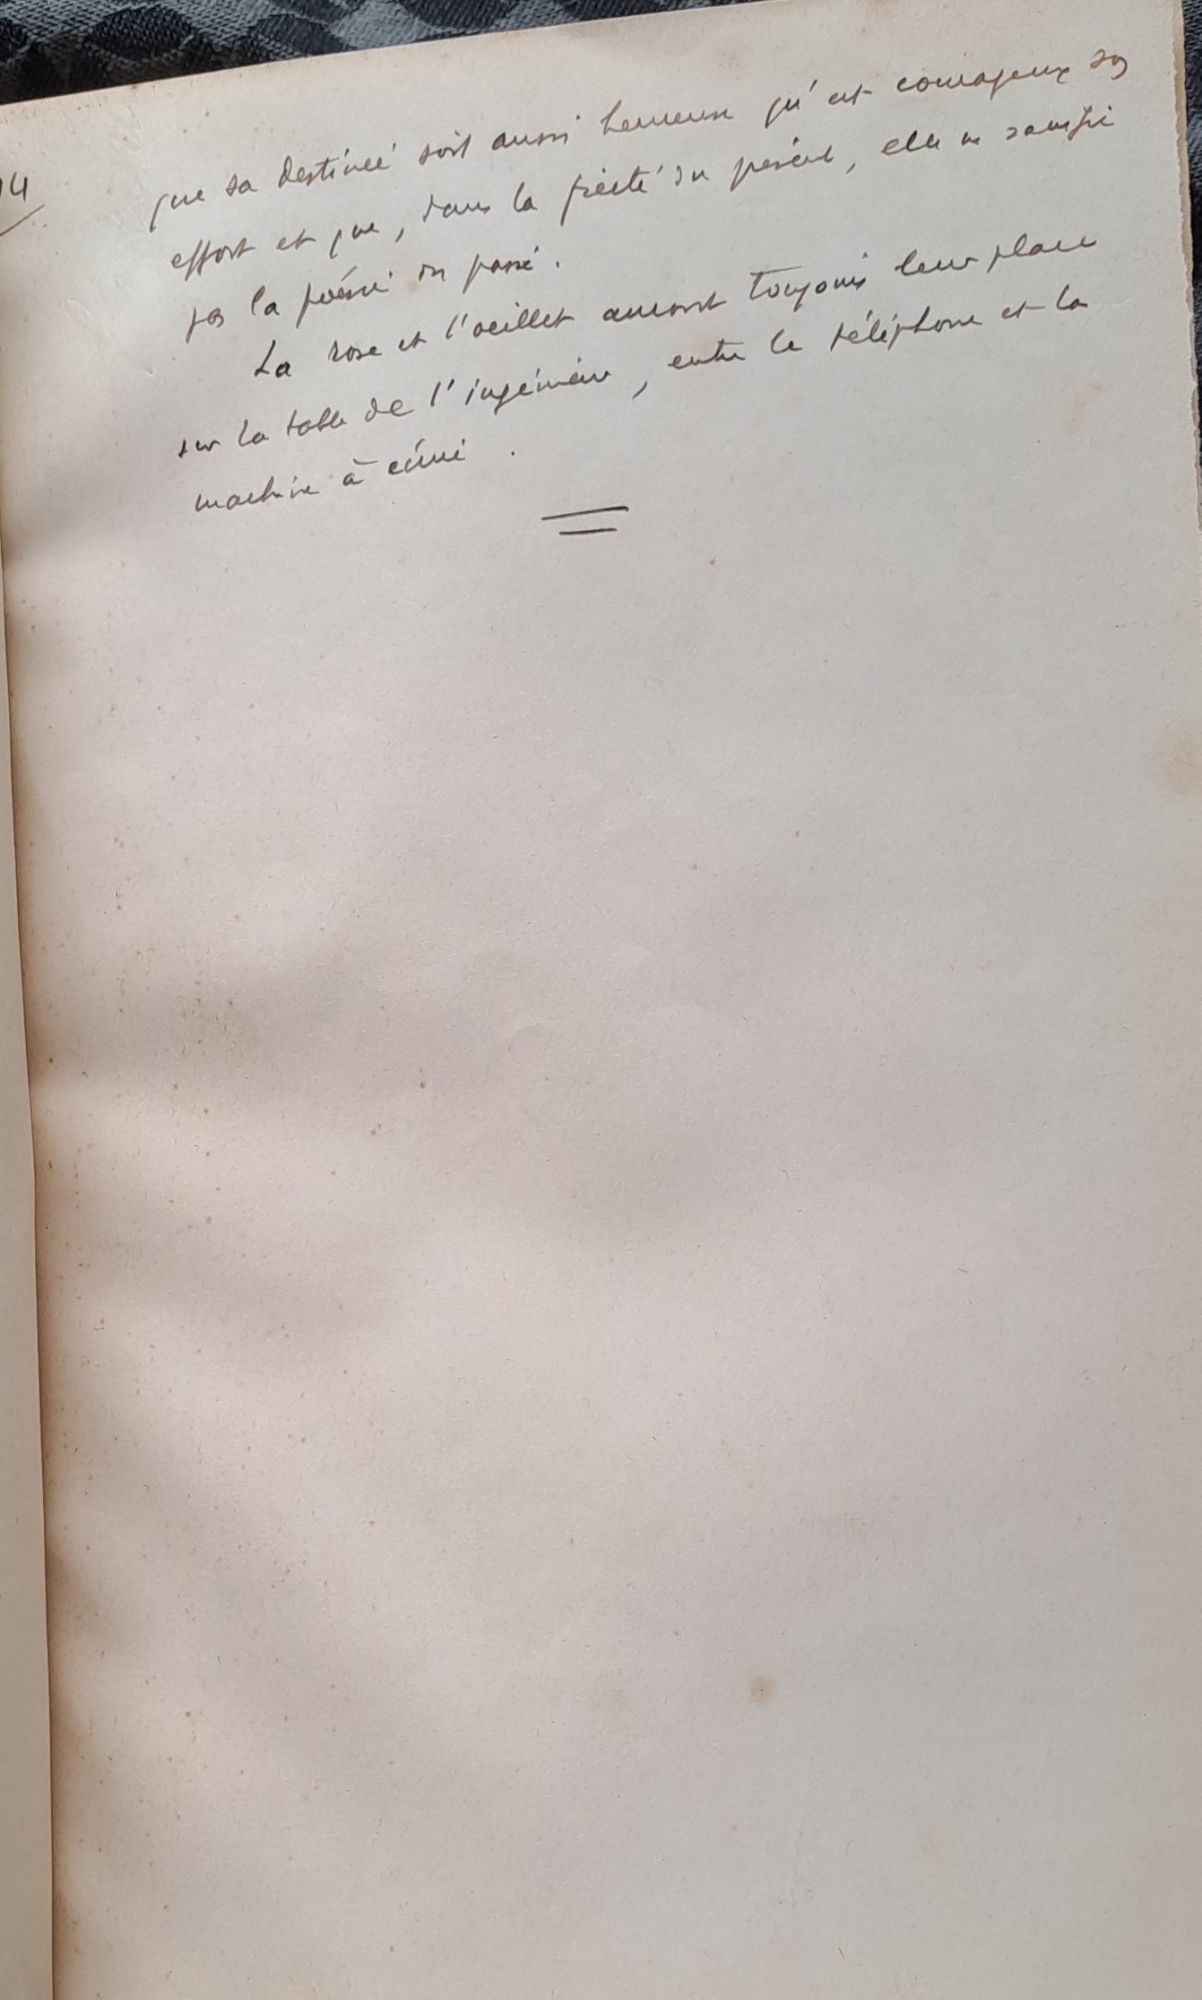 14
que sa destinée soit aussi heureuse qu'est courageux son
effort et que, dans la fierté du présent, elle ne sacrifie
pas la poésie du passé.
La rose et l'oeillet auront toujours leur place
sur la table de l'ingénieur, entre le téléphone et la
machine à écrire.